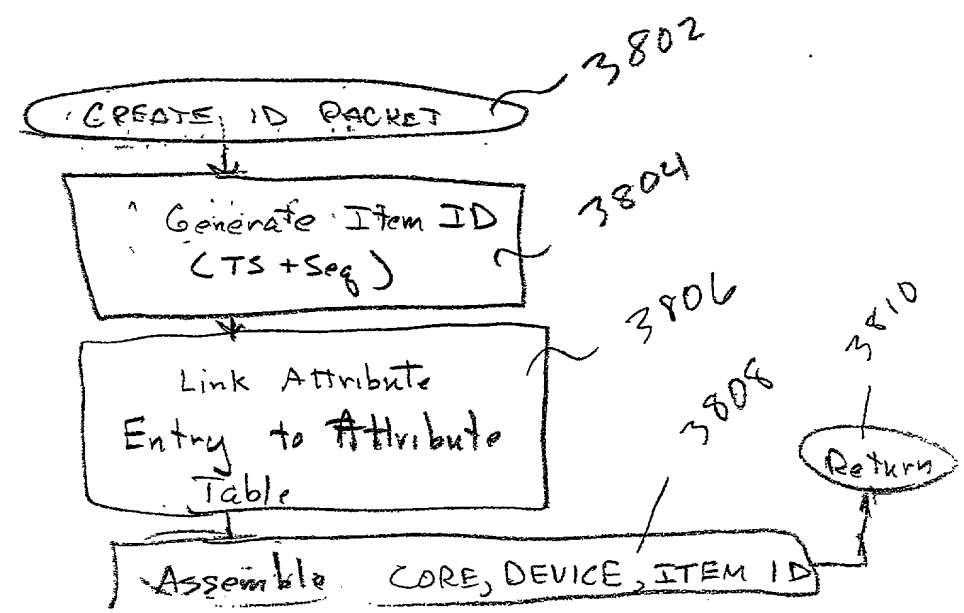 3802
CREATE ID PACKET
3804
Generate Item ID
(TS + Seq)
3806
Link Attribute
Entry to Attribute
Table
3808
3810
Return
Assemble CORE, DEVICE, ITEM ID